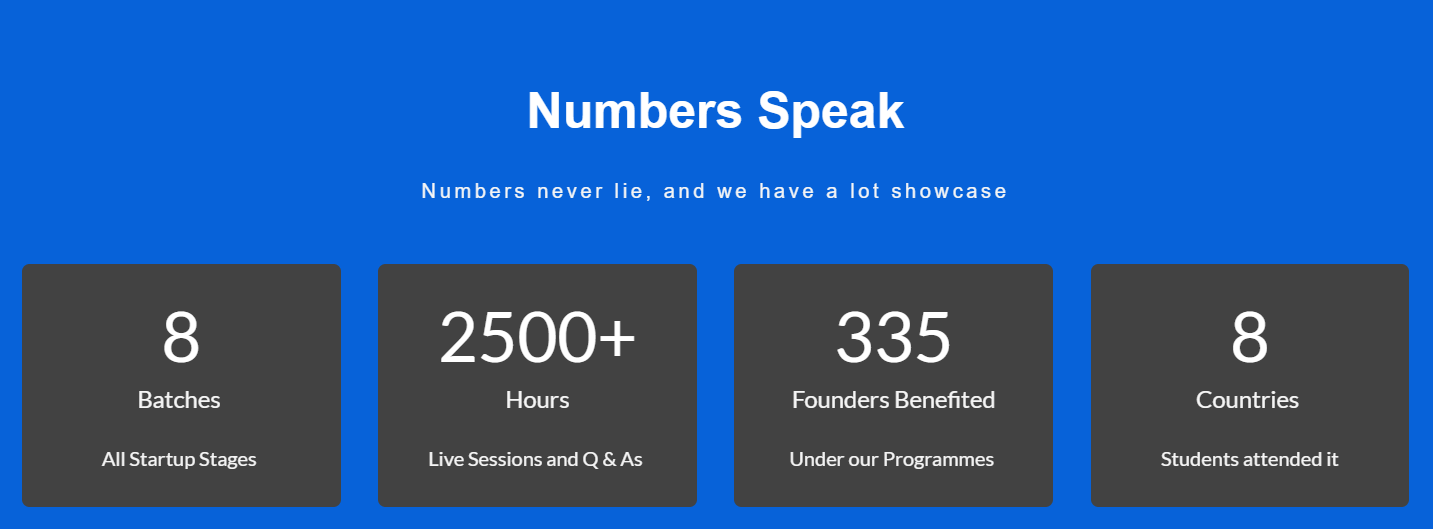 Numbers Speak
Numbers never lie, and we have a lot showcase
8
Batches
All Startup Stages
2500+
Hours
Live Sessions and Q & As
335
Founders Benefited
Under our Programmes
8
Countries
Students attended it